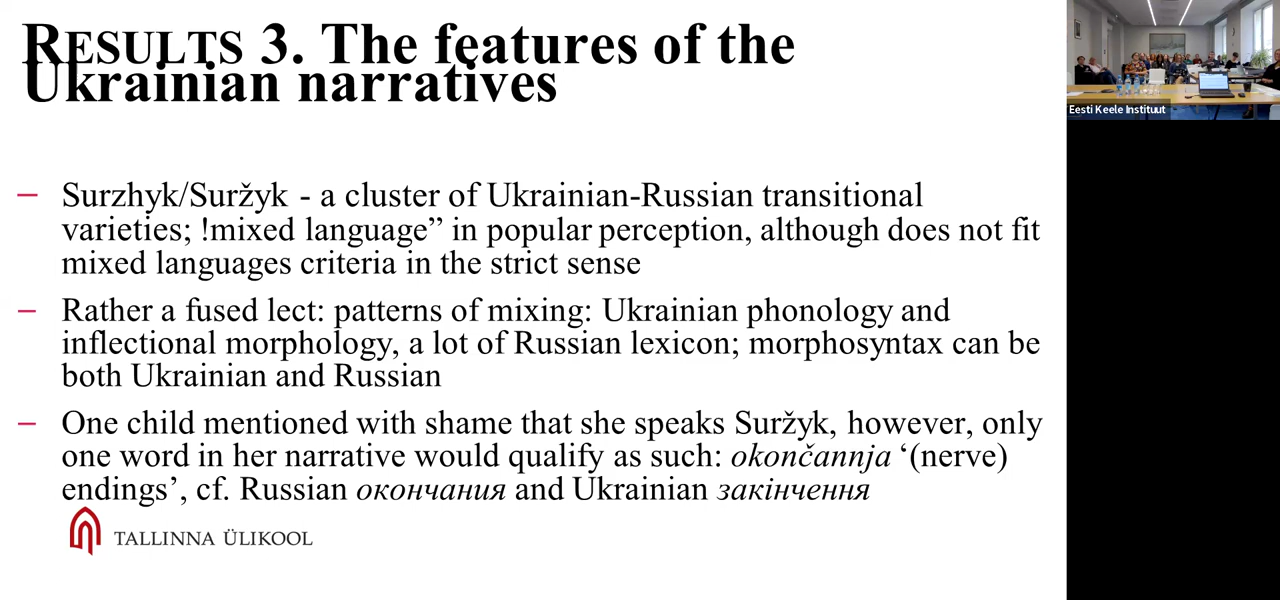 RESULTS 3. The features of the
Ukrainian narratives
Eesti Keele Instituut
– Surzhyk/Suržyk - a cluster of Ukrainian-Russian transitional
varieties; !mixed language” in popular perception, although does not fit
mixed languages criteria in the strict sense
– Rather a fused lect: patterns of mixing: Ukrainian phonology and
inflectional morphology, a lot of Russian lexicon; morphosyntax can be
both Ukrainian and Russian
– One child mentioned with shame that she speaks Suržyk, however, only
one word in her narrative would qualify as such: okončannja ‘(nerve)
endings’, cf. Russian окончания and Ukrainian закінчення
TALLINNA ÜLIKOOL